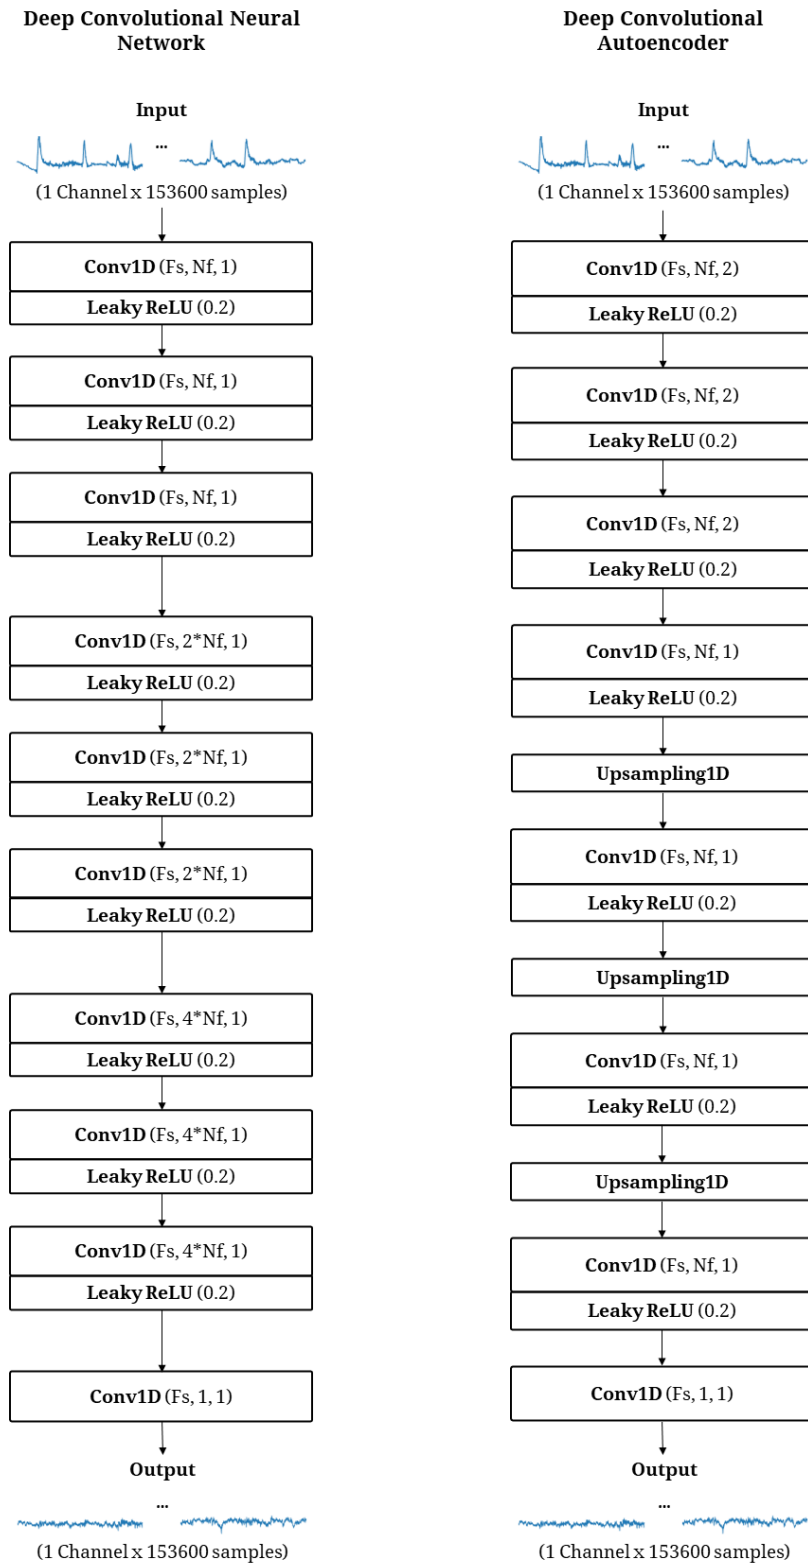 Deep Convolutional Neural
Network
Input
...
(1 Channel x 153600 samples)
Conv1D (Fs, Nf, 1)
Leaky ReLU (0.2)
Conv1D (Fs, Nf, 1)
Leaky ReLU (0.2)
Conv1D (Fs, Nf, 1)
Leaky ReLU (0.2)
Conv1D (Fs, 2*Nf, 1)
Leaky ReLU (0.2)
Conv1D (Fs, 2*Nf, 1)
Leaky ReLU (0.2)
Conv1D (Fs, 2*Nf, 1)
Leaky ReLU (0.2)
Conv1D (Fs, 4*Nf, 1)
Leaky ReLU (0.2)
Conv1D (Fs, 4*Nf, 1)
Leaky ReLU (0.2)
Conv1D (Fs, 4*Nf, 1)
Leaky ReLU (0.2)
Conv1D (Fs, 1, 1)
Output
...
(1 Channel x 153600 samples)
Deep Convolutional
Autoencoder
Input
...
(1 Channel x 153600 samples)
Conv1D (Fs, Nf, 2)
Leaky ReLU (0.2)
Conv1D (Fs, Nf, 2)
Leaky ReLU (0.2)
Conv1D (Fs, Nf, 2)
Leaky ReLU (0.2)
Conv1D (Fs, Nf, 1)
Leaky ReLU (0.2)
Upsampling1D
Conv1D (Fs, Nf, 1)
Leaky ReLU (0.2)
Upsampling1D
Conv1D (Fs, Nf, 1)
Leaky ReLU (0.2)
Upsampling1D
Conv1D (Fs, Nf, 1)
Leaky ReLU (0.2)
Conv1D (Fs, 1, 1)
Output
...
(1 Channel x 153600 samples)